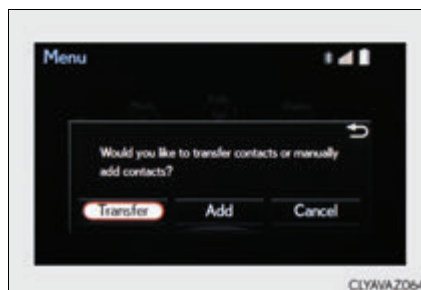 Menu
Would you like to transfer contacts or manually
add contacts?
Transfer Add Cancel
CLYAVAZ064